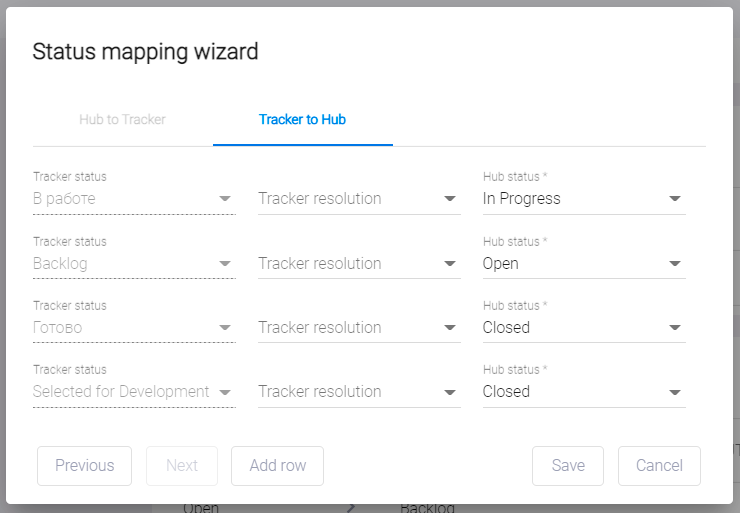 Status mapping wizard
Hub to Tracker Tracker to Hub
Tracker status Hub status *
В работе Tracker resolution In Progress
Tracker status Hub status *
Backlog Tracker resolution Open
Tracker status Hub status *
Готово Tracker resolution Closed
Tracker status Hub status *
Selected for Development Tracker resolution Closed
Previous Next Add row Save Cancel
Open Backlog